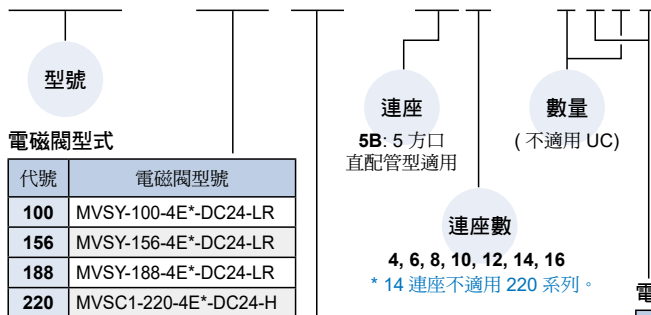 型號
連座
5B: 5 方口
直配管型適用
數量
( 不適用 UC)
電磁閥型式
代號 電磁閥型號
100 MVSY-100-4E*-DC24-LR
156 MVSY-156-4E*-DC24-LR
188 MVSY-188-4E*-DC24-LR
220 MVSC1-220-4E*-DC24-H
連座數
4, 6, 8, 10, 12, 14, 16
* 14 連座不適用 220 系列。
電